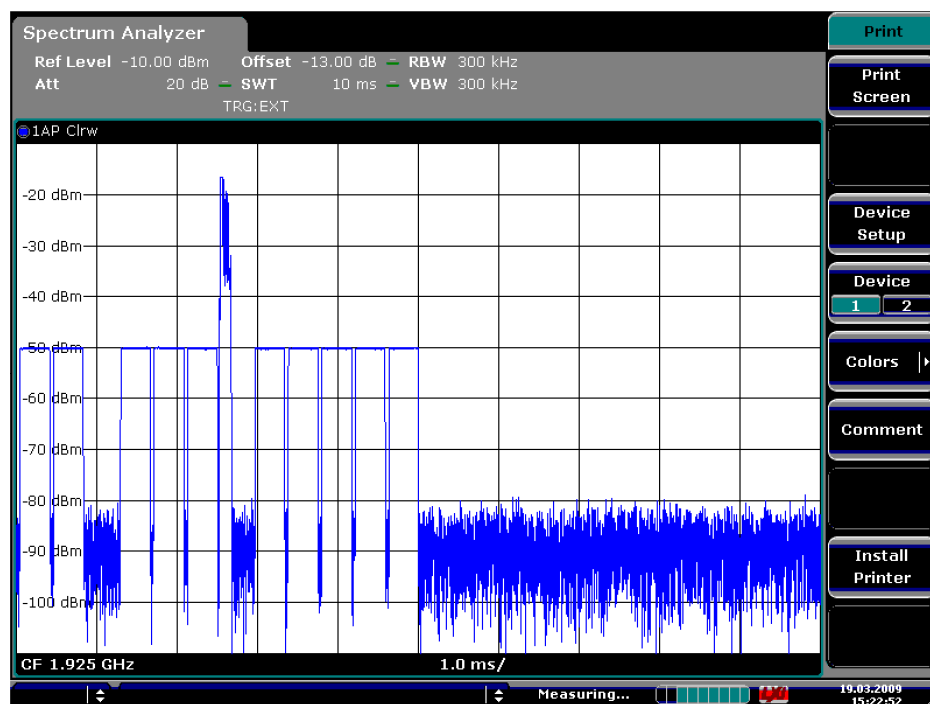 Spectrum Analyzer
Ref Level -10.00 dBm Offset -13.00 dB RBW 300 kHz
Att 20 dB SWT 10 ms VBW 300 kHz
TRG:EXT
1AP Clrw
-20 dBm
-30 dBm
-40 dBm
-50 dBm
-60 dBm
-70 dBm
-80 dBm
-90 dBm
-100 dBm
CF 1.925 GHz 1.0 ms/
Measuring...
19.03.2009
15:22:52
Print
Print
Screen
Device
Setup
Device
1 2
Colors
Comment
Install
Printer